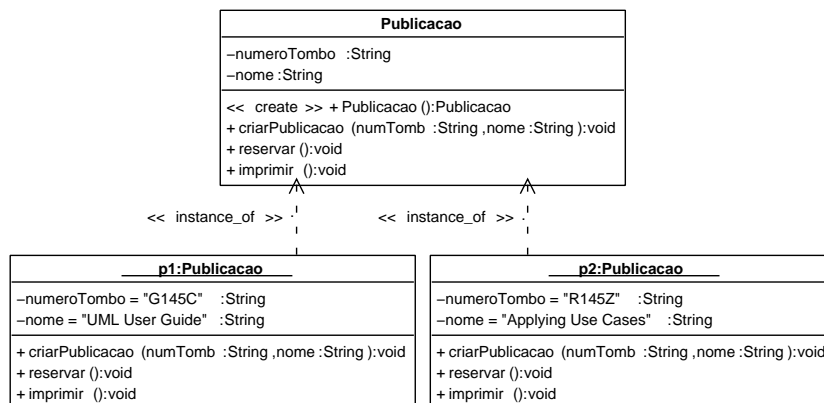 Publicacao
−numeroTombo :String
−nome :String
<< create >> + Publicacao ():Publicacao
+ criarPublicacao (numTomb :String ,nome :String ):void
+ reservar ():void
+ imprimir ():void
<< instance_of >>
<< instance_of >>
p1:Publicacao
−numeroTombo = "G145C" :String
−nome = "UML User Guide" :String
+ criarPublicacao (numTomb :String ,nome :String ):void
+ reservar ():void
+ imprimir ():void
p2:Publicacao
−numeroTombo = "R145Z" :String
−nome = "Applying Use Cases" :String
+ criarPublicacao (numTomb :String ,nome :String ):void
+ reservar ():void
+ imprimir ():void